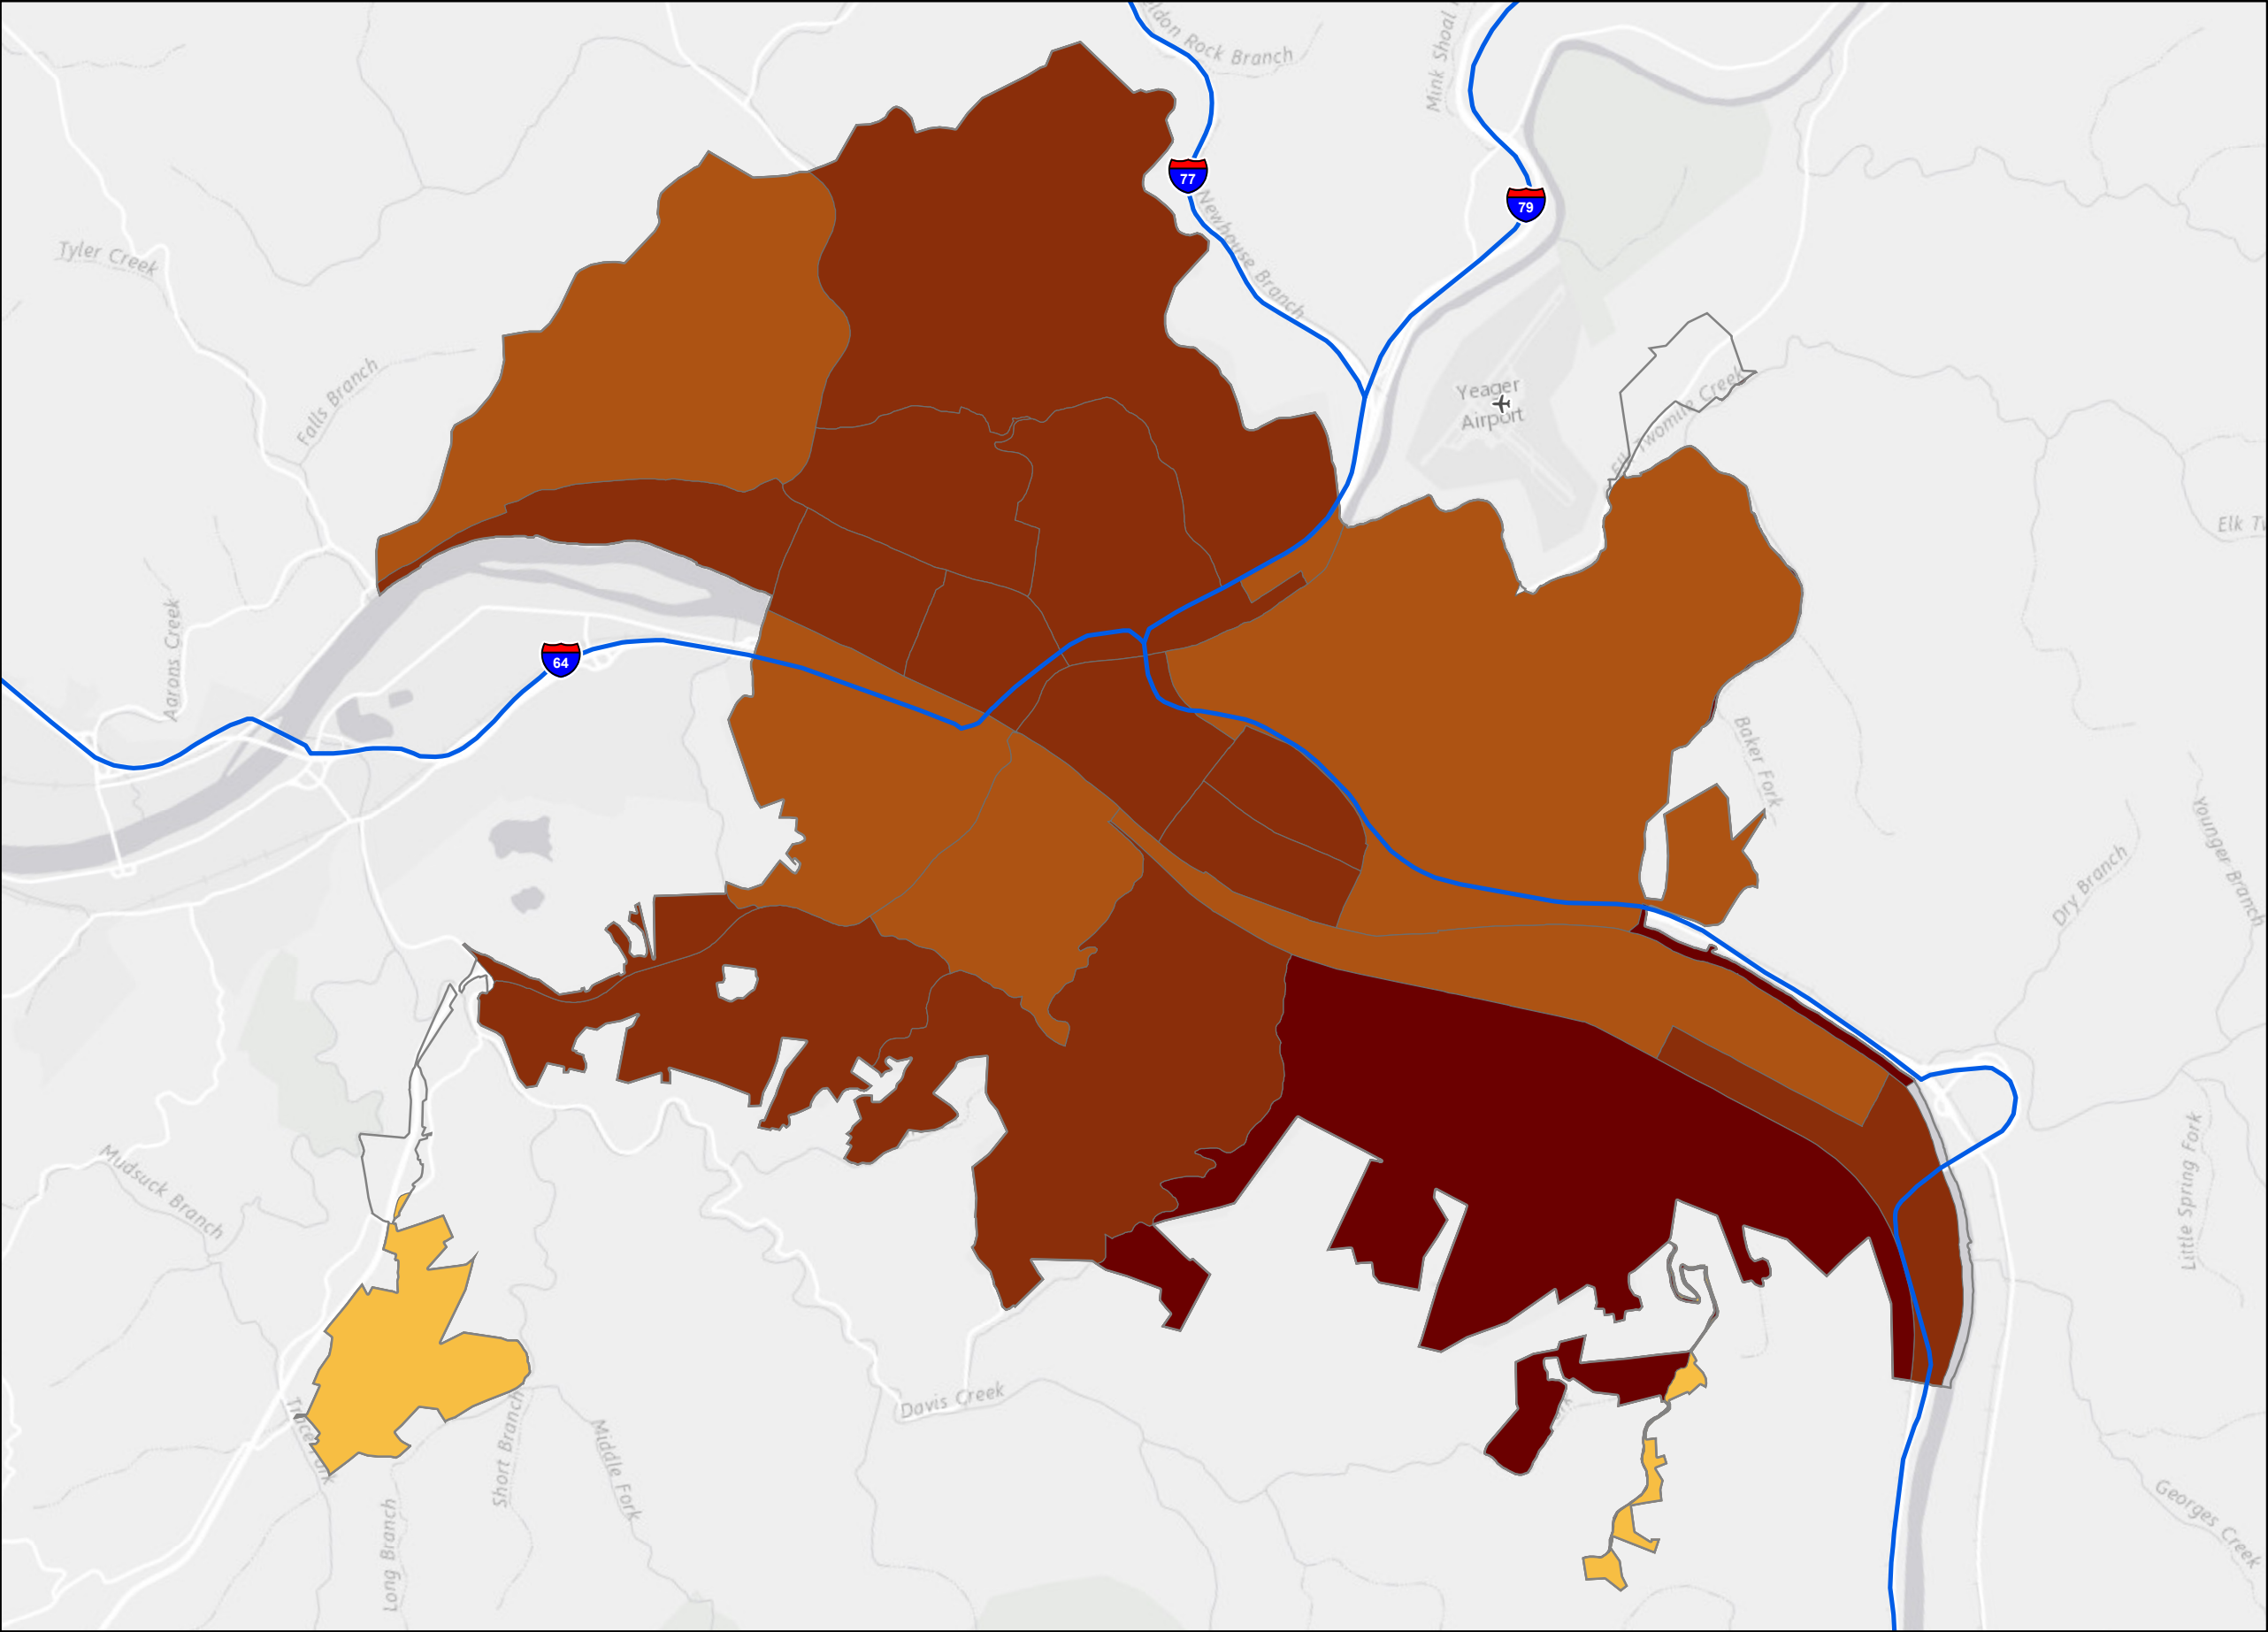 Rock Branch
Mink Shoal
77
79
Newhouse Branch
Tyler Creek
Falls Branch
Yeager
Airport
Elk Twomile Creek
Aarons Creek
64
Baker Fork
Younger Branch
Dry Branch
Mudsuck Branch
Little Spring Fork
Davis Creek
Short Branch
Middle Fork
Long Branch
Georges Creek